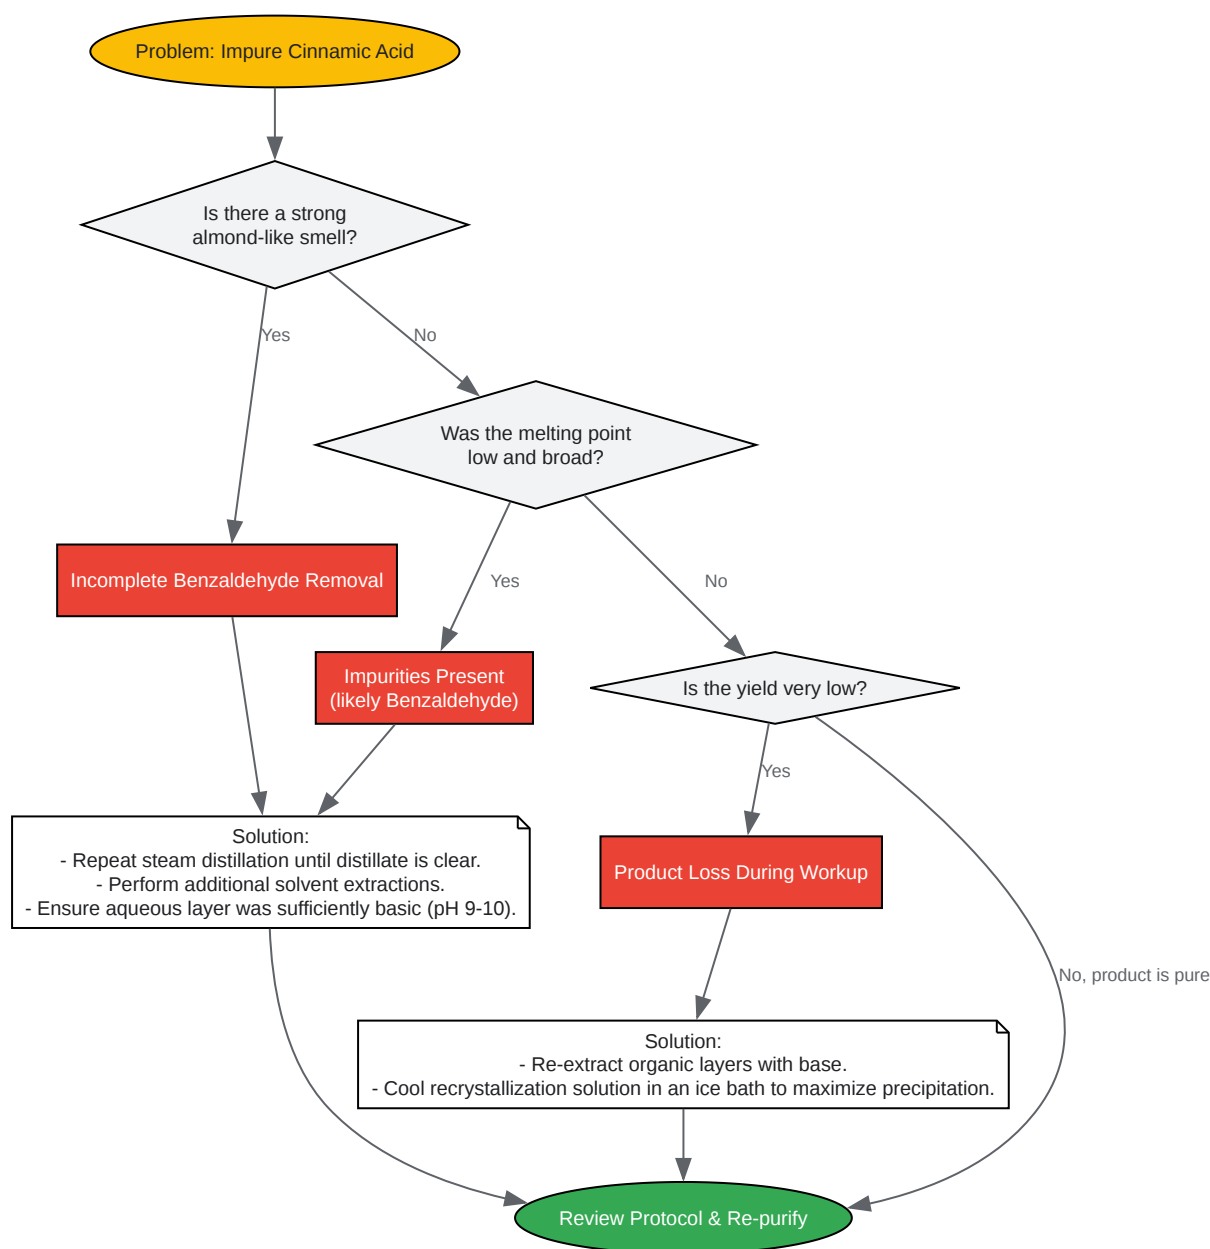 Problem: Impure Cinnamic Acid
Is there a strong
almond-like smell?
Yes
No
Was the melting point
low and broad?
Incomplete Benzaldehyde Removal
Yes
No
Impurities Present
(likely Benzaldehyde)
Is the yield very low?
Yes
Solution:
- Repeat steam distillation until distillate is clear.
- Perform additional solvent extractions.
- Ensure aqueous layer was sufficiently basic (pH 9-10).
Product Loss During Workup
No, product is pure
Solution:
- Re-extract organic layers with base.
- Cool recrystallization solution in an ice bath to maximize precipitation.
Review Protocol & Re-purify